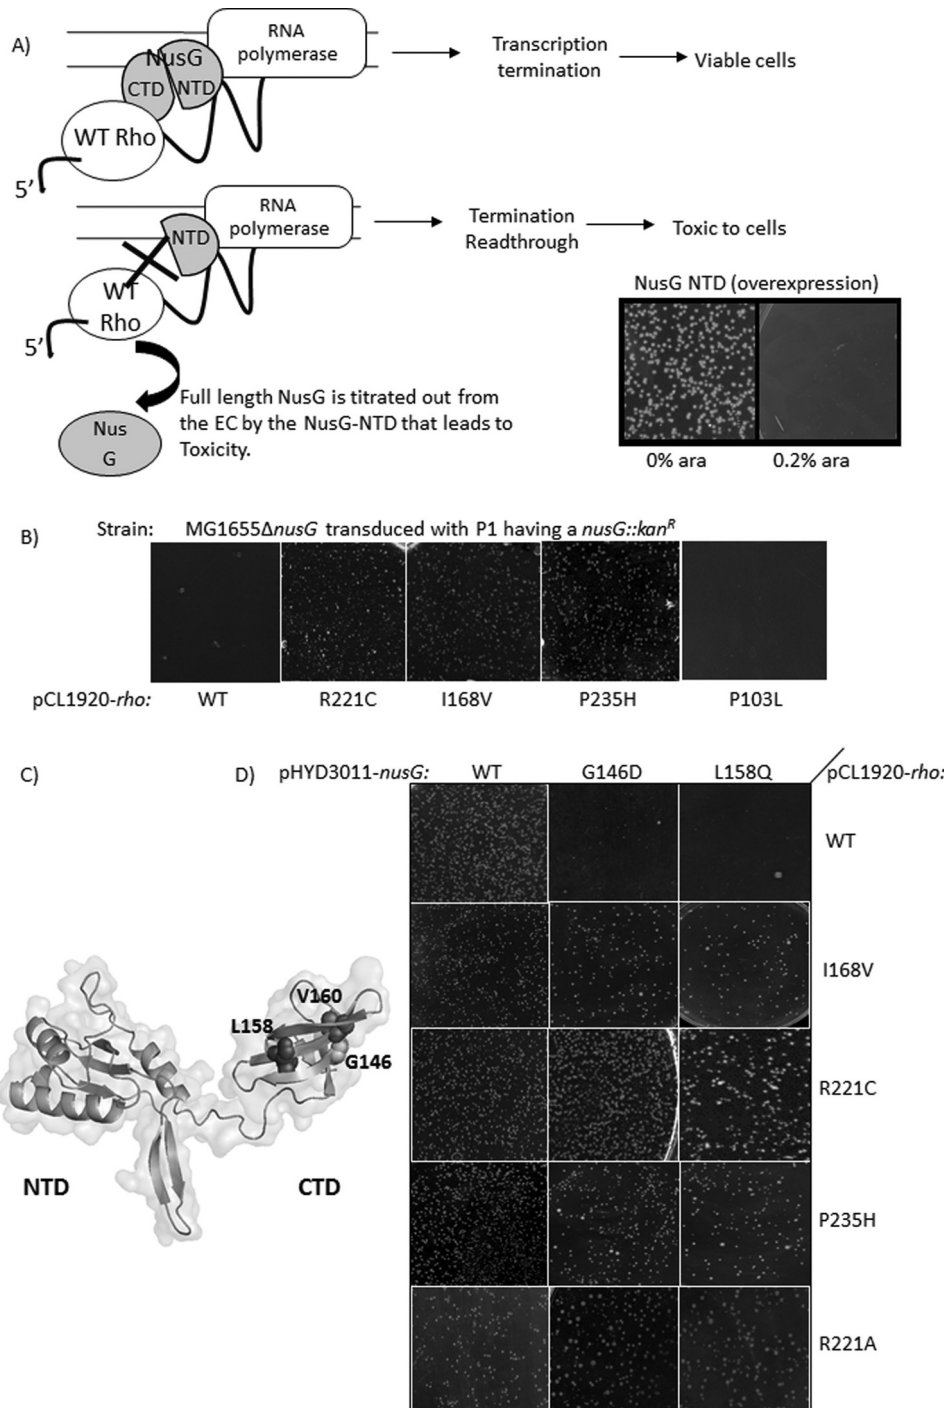 A)
RNA
polymerase
NusG
CTD
NTD
WT Rho
5’
Transcription
termination
Viable cells
RNA
polymerase
NTD
WT
Rho
5’
Termination
Readthrough
Toxic to cells
Full length NusG is titrated out from
the EC by the NusG-NTD that leads to
Toxicity.
Nus
G
NusG NTD (overexpression)
0% ara 0.2% ara
B) Strain: MG1655ΔnusG transduced with P1 having a nusG::kanR
pCL1920-rho: WT R221C I168V P235H P103L
C)
V160
L158
G146
NTD CTD
D) pHYD3011-nusG: WT G146D L158Q pCL1920-rho:
WT
I168V
R221C
P235H
R221A